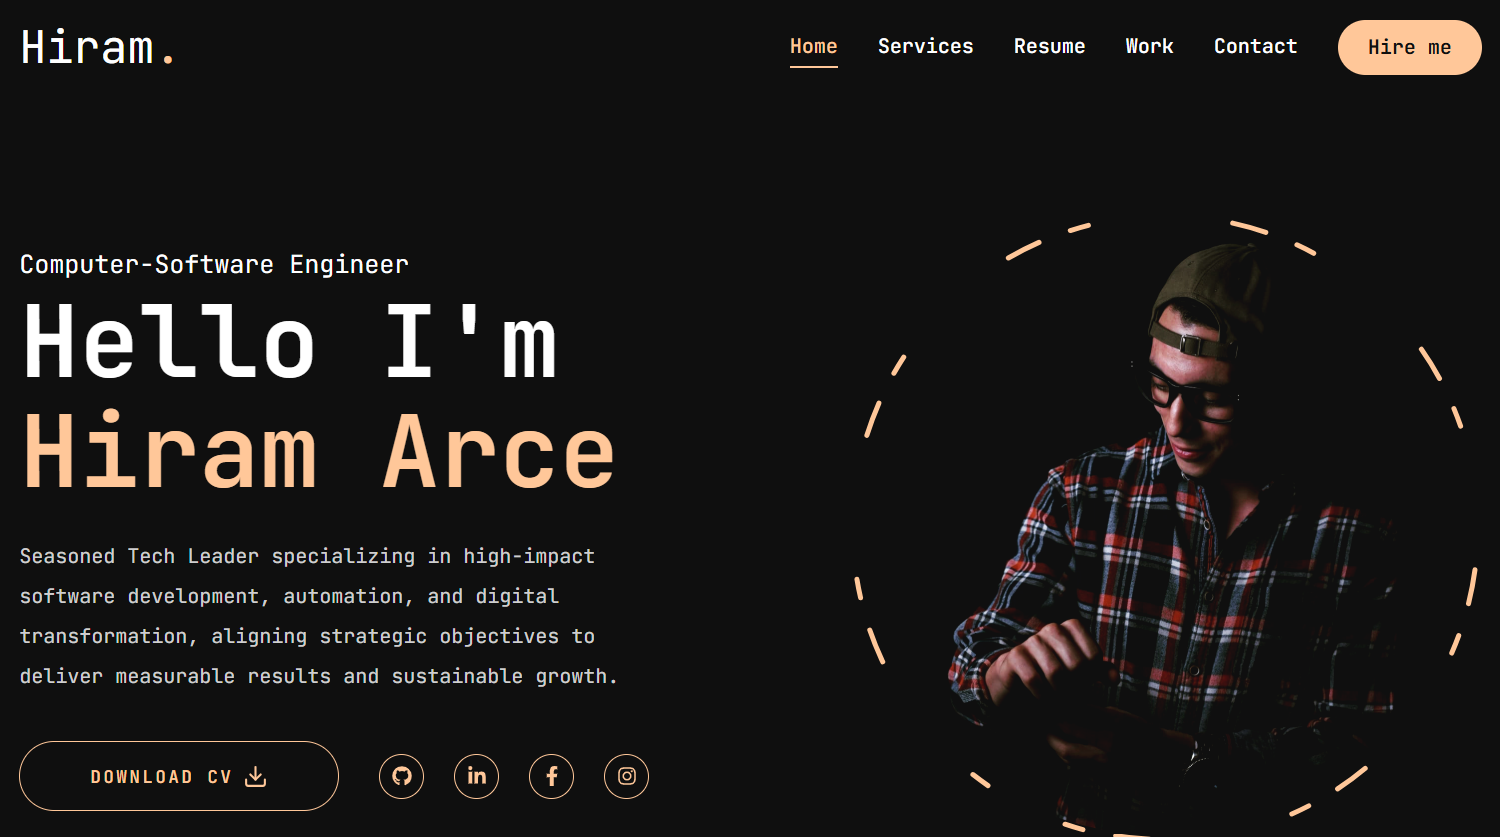 Hiram.
Home Services Resume Work Contact Hire me
Computer-Software Engineer
Hello I'm
Hiram Arce
Seasoned Tech Leader specializing in high-impact
software development, automation, and digital
transformation, aligning strategic objectives to
deliver measurable results and sustainable growth.
DOWNLOAD CV